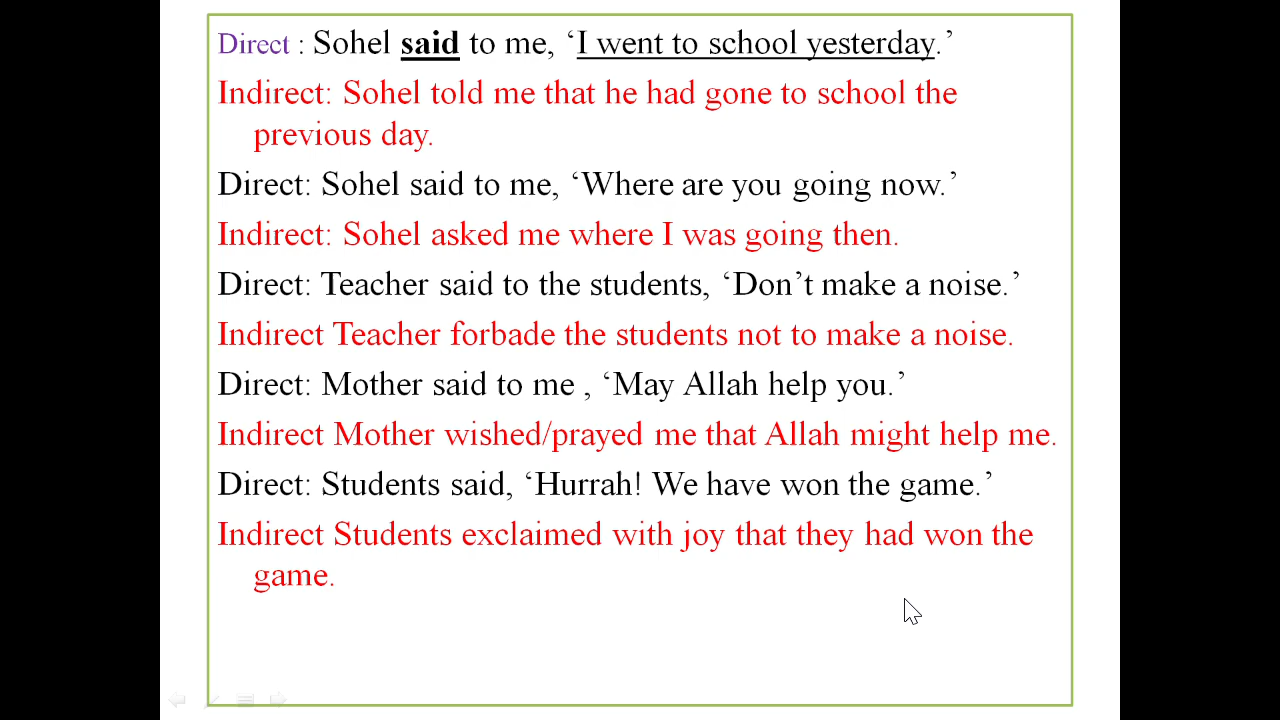 Direct : Sohel said to me, ‘I went to school yesterday.’
Indirect: Sohel told me that he had gone to school the
previous day.
Direct: Sohel said to me, ‘Where are you going now.’
Indirect: Sohel asked me where I was going then.
Direct: Teacher said to the students, ‘Don’t make a noise.’
Indirect Teacher forbade the students not to make a noise.
Direct: Mother said to me , ‘May Allah help you.’
Indirect Mother wished/prayed me that Allah might help me.
Direct: Students said, ‘Hurrah! We have won the game.’
Indirect Students exclaimed with joy that they had won the
game.